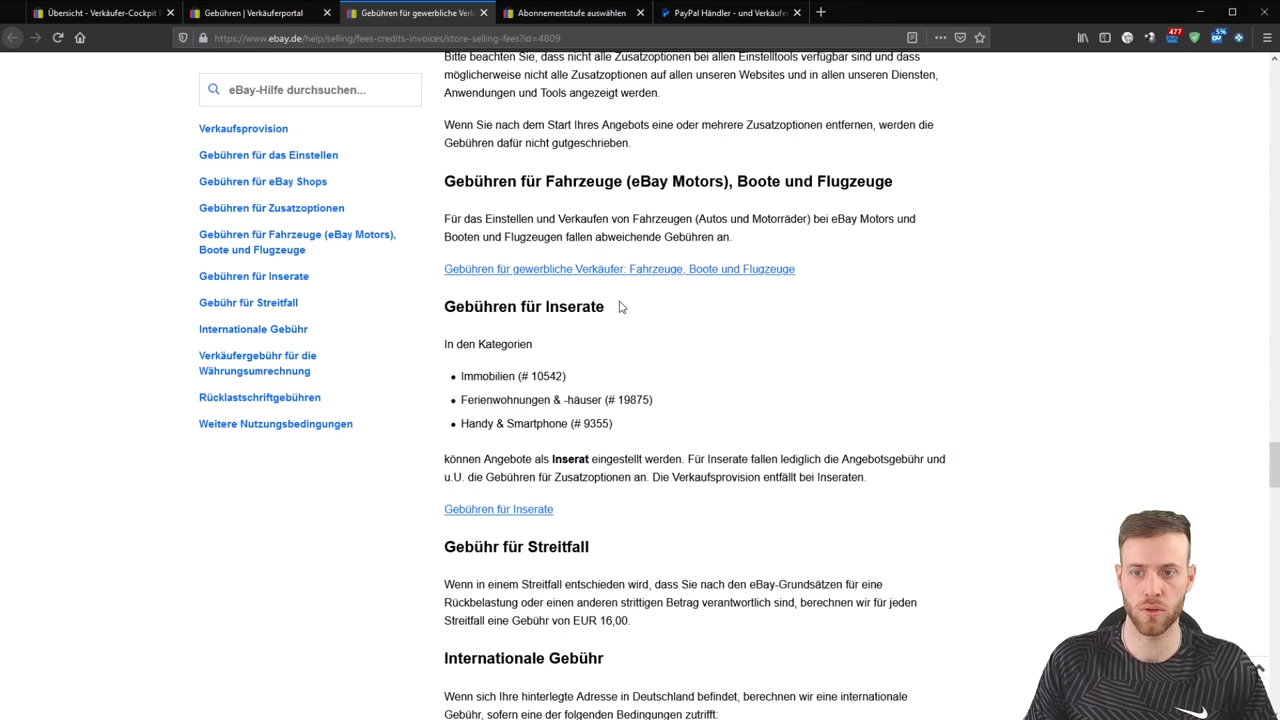 Übersicht - Verkäufer-Cockpit P
Gebühren | Verkäuferportal
Gebühren für gewerbliche Verk
Abonnementstufe auswählen
PayPal Händler - und Verkäufer
https://www.ebay.de/help/selling/fees-credits-invoices/store-selling-fees?id=4809
477
5%
eBay-Hilfe durchsuchen...
Verkaufsprovision
Gebühren für das Einstellen
Gebühren für eBay Shops
Gebühren für Zusatzoptionen
Gebühren für Fahrzeuge (eBay Motors),
Boote und Flugzeuge
Gebühren für Inserate
Gebühr für Streitfall
Internationale Gebühr
Verkäufergebühr für die
Währungsumrechnung
Rücklastschriftgebühren
Weitere Nutzungsbedingungen
Bitte beachten Sie, dass nicht alle Zusatzoptionen bei allen Einstelltools verfügbar sind und dass
möglicherweise nicht alle Zusatzoptionen auf allen unseren Websites und in allen unseren Diensten,
Anwendungen und Tools angezeigt werden.
Wenn Sie nach dem Start Ihres Angebots eine oder mehrere Zusatzoptionen entfernen, werden die
Gebühren dafür nicht gutgeschrieben.
Gebühren für Fahrzeuge (eBay Motors), Boote und Flugzeuge
Für das Einstellen und Verkaufen von Fahrzeugen (Autos und Motorräder) bei eBay Motors und
Booten und Flugzeugen fallen abweichende Gebühren an.
Gebühren für gewerbliche Verkäufer: Fahrzeuge, Boote und Flugzeuge
Gebühren für Inserate
In den Kategorien
• Immobilien (# 10542)
• Ferienwohnungen & -häuser (# 19875)
• Handy & Smartphone (# 9355)
können Angebote als Inserat eingestellt werden. Für Inserate fallen lediglich die Angebotsgebühr und
u.U. die Gebühren für Zusatzoptionen an. Die Verkaufsprovision entfällt bei Inseraten.
Gebühren für Inserate
Gebühr für Streitfall
Wenn in einem Streitfall entschieden wird, dass Sie nach den eBay-Grundsätzen für eine
Rückbelastung oder einen anderen strittigen Betrag verantwortlich sind, berechnen wir für jeden
Streitfall eine Gebühr von EUR 16,00.
Internationale Gebühr
Wenn sich Ihre hinterlegte Adresse in Deutschland befindet, berechnen wir eine internationale
Gebühr, sofern eine der folgenden Bedingungen zutrifft: